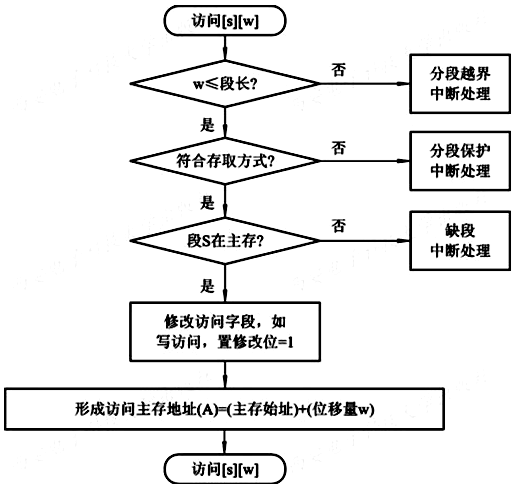 访问[s][w]
w≤段长?
否
分段越界
中断处理
是
符合存取方式?
否
分段保护
中断处理
是
段S在主存?
否
缺段
中断处理
是
修改访问字段，如
写访问，置修改位=1
形成访问主存地址(A)=(主存始址)+(位移量w)
访问[s][w]